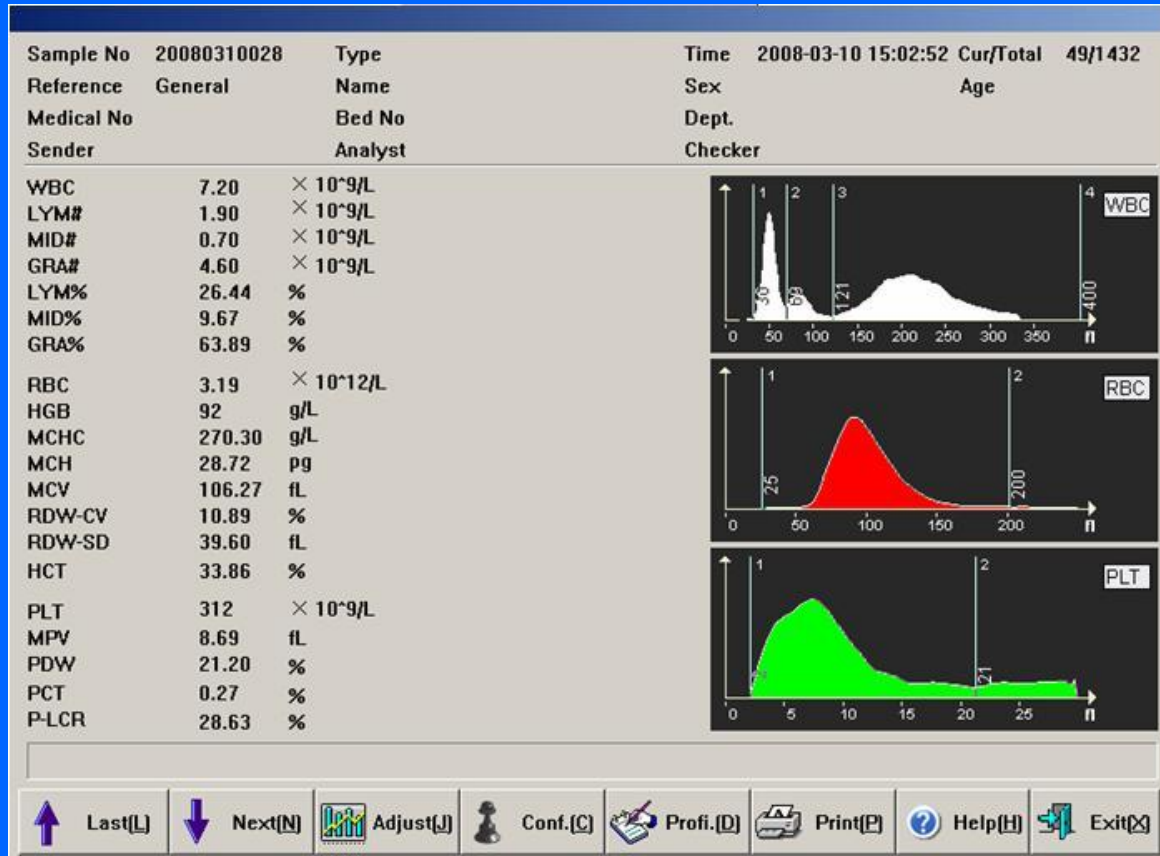 Sample No 20080310028 Type Time 2008-03-10 15:02:52 Cur/Total 49/1432
Reference General Name Sex Age
Medical No Bed No Dept.
Sender Analyst Checker
WBC 7.20 × 10^9/L
LYM# 1.90 × 10^9/L
MID# 0.70 × 10^9/L
GRA# 4.60 × 10^9/L
LYM% 26.44 %
MID% 9.67 %
GRA% 63.89 %
RBC 3.19 × 10^12/L
HGB 92 g/L
MCHC 270.30 g/L
MCH 28.72 pg
MCV 106.27 fL
RDW-CV 10.89 %
RDW-SD 39.60 fL
HCT 33.86 %
PLT 312 × 10^9/L
MPV 8.69 fL
PDW 21.20 %
PCT 0.27 %
P-LCR 28.63 %
1 2 3 4 WBC
30 69 121 400
0 50 100 150 200 250 300 350 fl
1 2 RBC
25 200
0 50 100 150 200 fl
1 2 PLT
2 21
0 5 10 15 20 25 fl
Last(L) Next(N) Adjust(J) Conf.(C) Profi.(D) Print(P) Help(H) Exit(X)